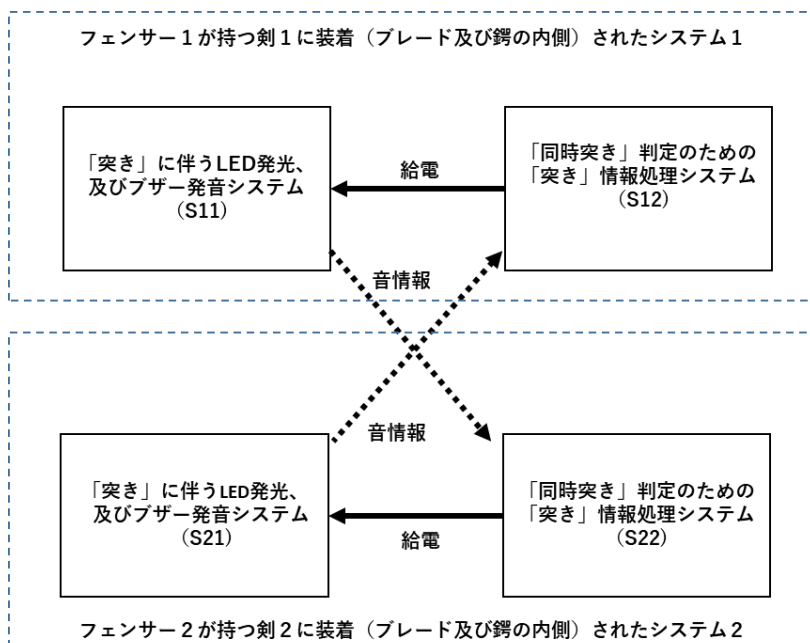 フェンサー１が持つ剣１に装着（ブレード及び鍔の内側）されたシステム１
「突き」に伴うLED発光、
及びブザー発音システム
（S11）
給電
「同時突き」判定のための
「突き」情報処理システム
（S12）
音情報
音情報
「突き」に伴うLED発光、
及びブザー発音システム
（S21）
給電
「同時突き」判定のための
「突き」情報処理システム
（S22）
フェンサー２が持つ剣２に装着（ブレード及び鍔の内側）されたシステム２